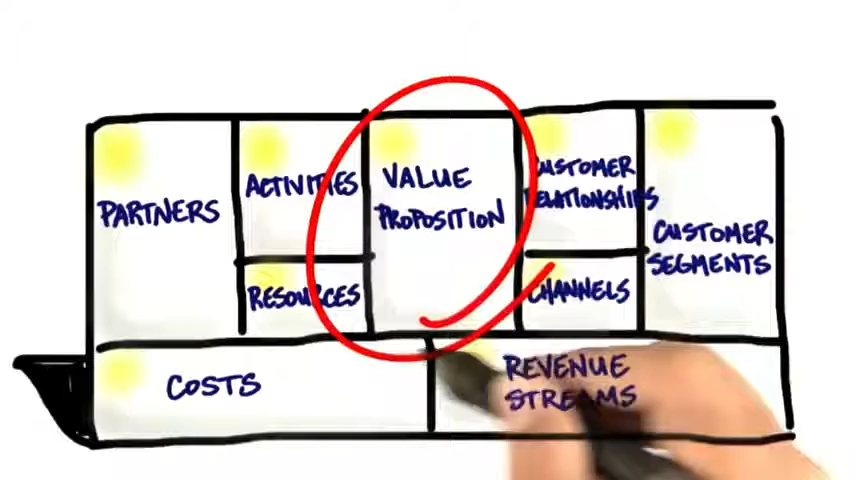 PARTNERS
ACTIVITIES
RESOURCES
VALUE
PROPOSITION
CUSTOMER
RELATIONSHIPS
CHANNELS
CUSTOMER
SEGMENTS
COSTS
REVENUE
STREAMS